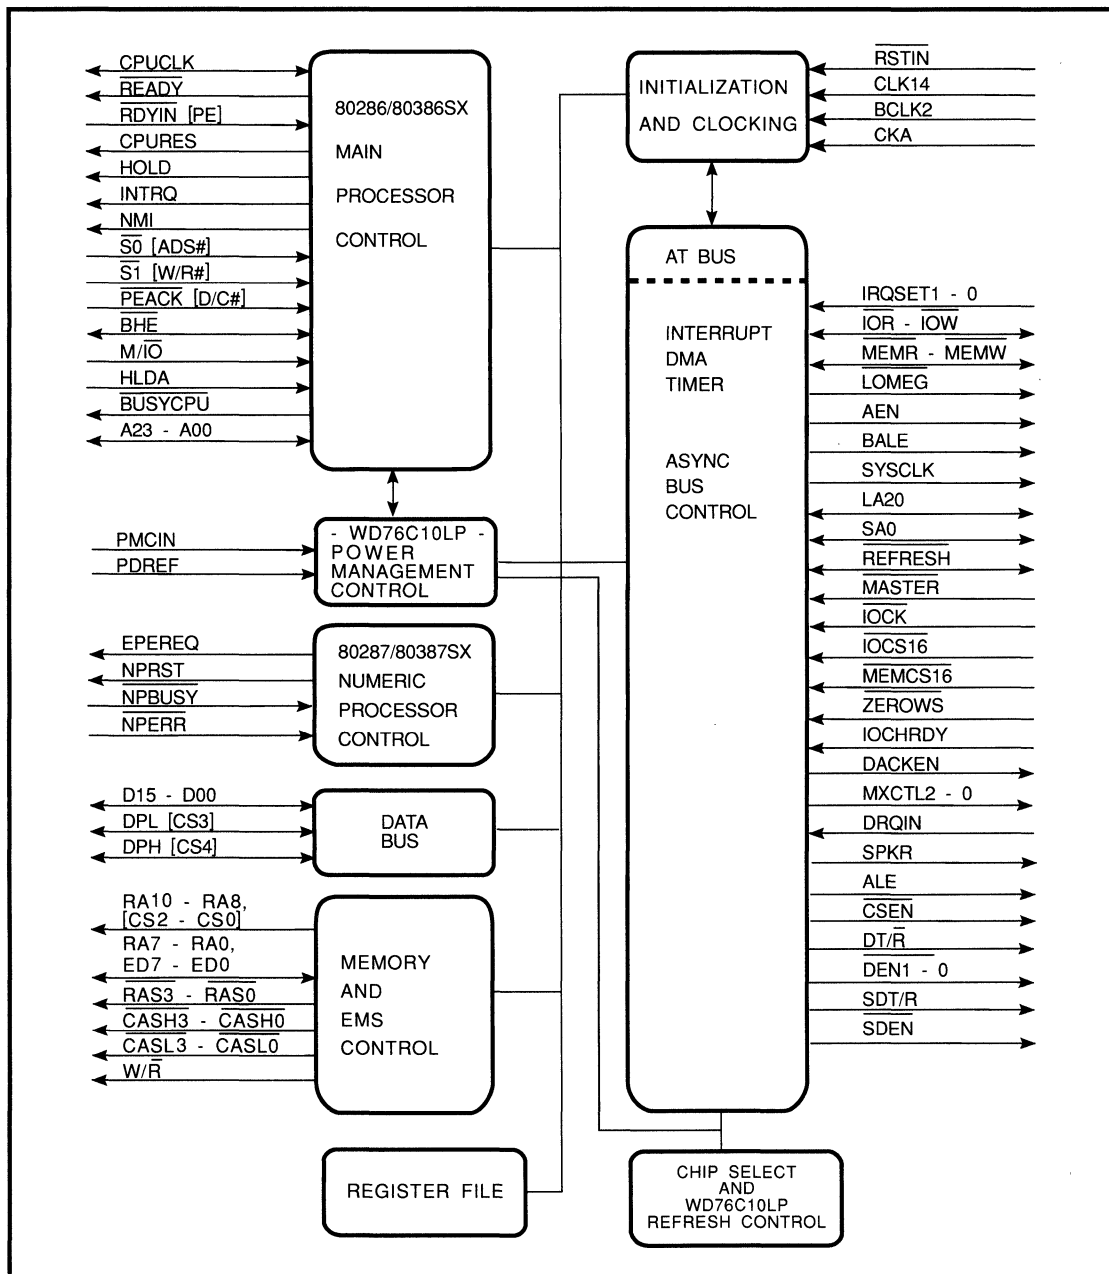 CPUCLK
READY
RDYIN [PE]
CPURES
HOLD
INTRQ
NMI
S0 [ADS#]
S1 [W/R#]
PEACK [D/C#]
BHE
M/IO
HLDA
BUSYCPU
A23 - A00
80286/80386SX
MAIN
PROCESSOR
CONTROL
PMCIN
PDREF
- WD76C10LP -
POWER
MANAGEMENT
CONTROL
EPEREQ
NPRST
NPBUSY
NPERR
80287/80387SX
NUMERIC
PROCESSOR
CONTROL
D15 - D00
DPL [CS3]
DPH [CS4]
DATA
BUS
RA10 - RA8,
[CS2 - CS0]
RA7 - RA0,
ED7 - ED0
RAS3 - RAS0
CASH3 - CASH0
CASL3 - CASL0
W/R
MEMORY
AND
EMS
CONTROL
REGISTER FILE
INITIALIZATION
AND CLOCKING
RSTIN
CLK14
BCLK2
CKA
AT BUS
INTERRUPT
DMA
TIMER
ASYNC
BUS
CONTROL
IRQSET1 - 0
IOR - IOW
MEMR - MEMW
LOMEG
AEN
BALE
SYSCLK
LA20
SA0
REFRESH
MASTER
IOCK
IOCS16
MEMCS16
ZEROWS
IOCHRDY
DACKEN
MXCTL2 - 0
DRQIN
SPKR
ALE
CSEN
DT/R
DEN1 - 0
SDT/R
SDEN
CHIP SELECT
AND
WD76C10LP
REFRESH CONTROL